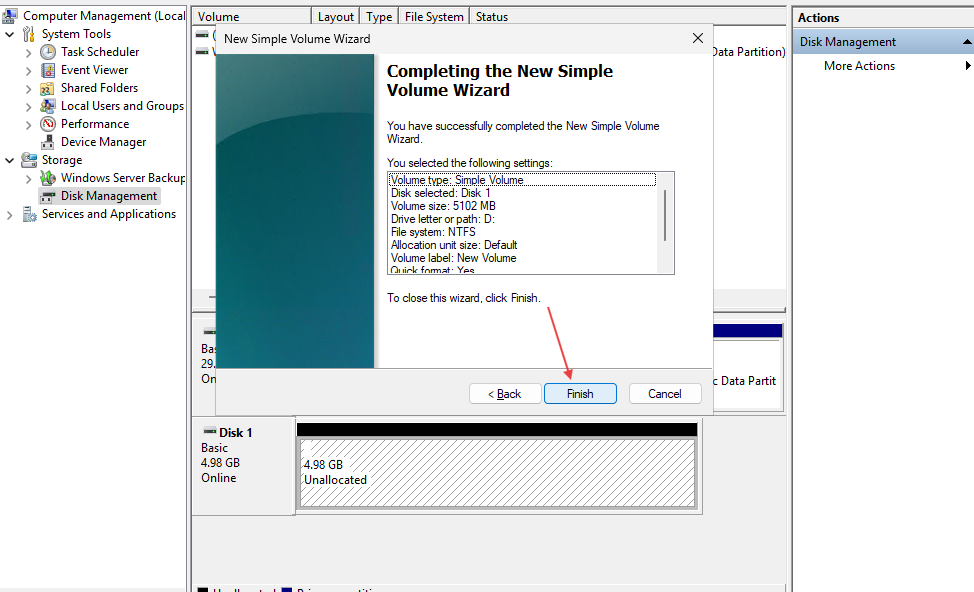 Computer Management (Local
System Tools
Task Scheduler
Event Viewer
Shared Folders
Local Users and Groups
Performance
Device Manager
Storage
Windows Server Backup
Disk Management
Services and Applications
Volume Layout Type File System Status
Data Partition)
New Simple Volume Wizard
Completing the New Simple
Volume Wizard
You have successfully completed the New Simple Volume
Wizard.
You selected the following settings:
Volume type: Simple Volume
Disk selected: Disk 1
Volume size: 5102 MB
Drive letter or path: D:
File system: NTFS
Allocation unit size: Default
Volume label: New Volume
Quick format: Yes
To close this wizard, click Finish.
< Back Finish Cancel
Bas
29.
On
c Data Partit
Disk 1
Basic
4.98 GB
Online
4.98 GB
Unallocated
Actions
Disk Management
More Actions